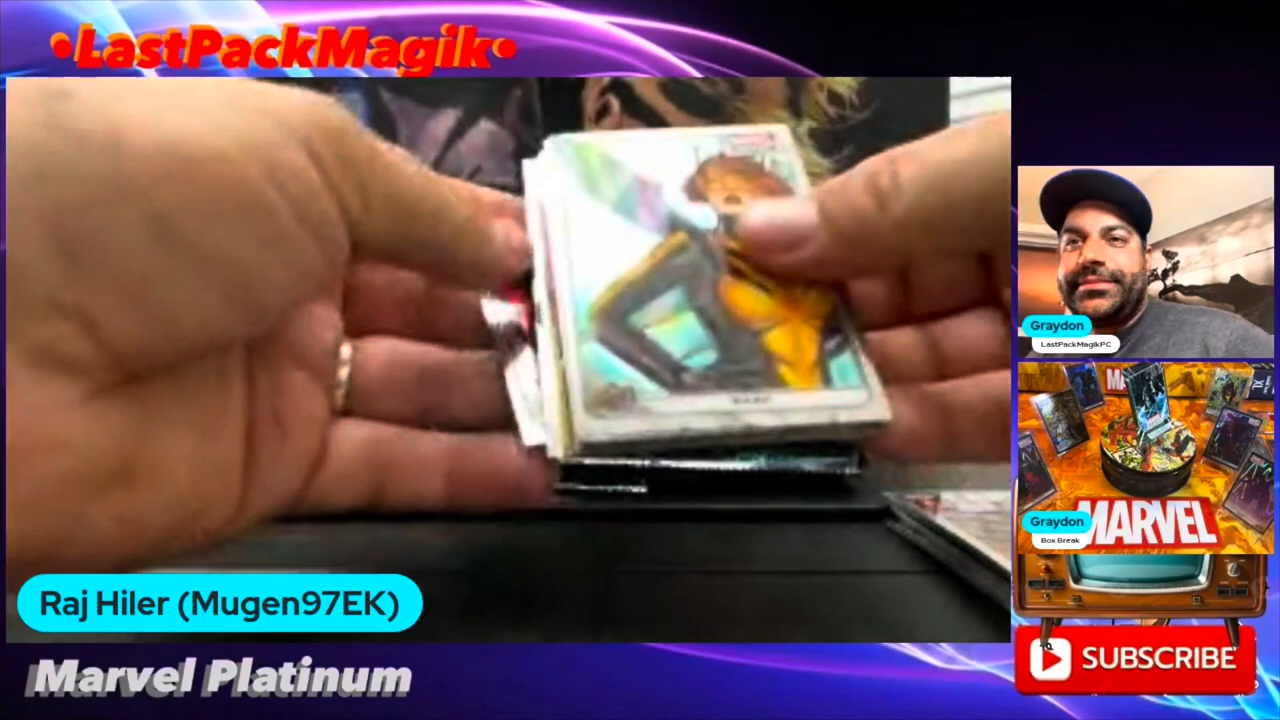 •LastPackMagik•
Graydon
LastPackMagikPC
MARVEL
Graydon
Box Break
Raj Hiler (Mugen97EK)
Marvel Platinum
SUBSCRIBE